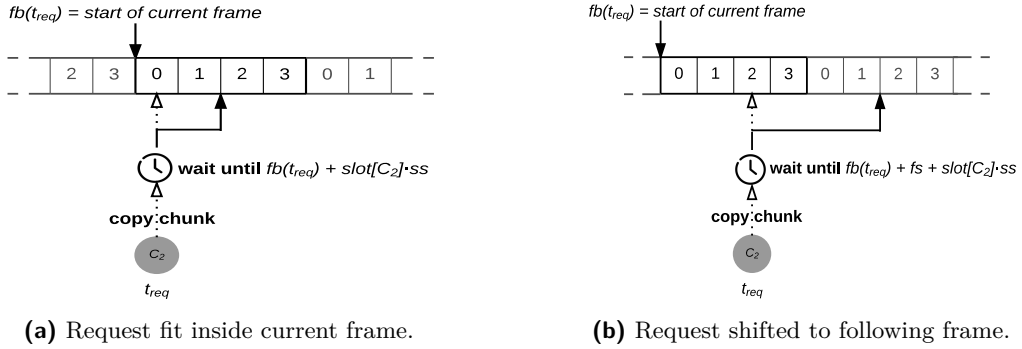 fb(t_req) = start of current frame
2 3 0 1 2 3 0 1
wait until fb(t_req) + slot[C_2]·ss
copy chunk
C_2
t_req
(a) Request fit inside current frame.
fb(t_req) = start of current frame
0 1 2 3 0 1 2 3
wait until fb(t_req) + fs + slot[C_2]·ss
copy chunk
C_2
t_req
(b) Request shifted to following frame.